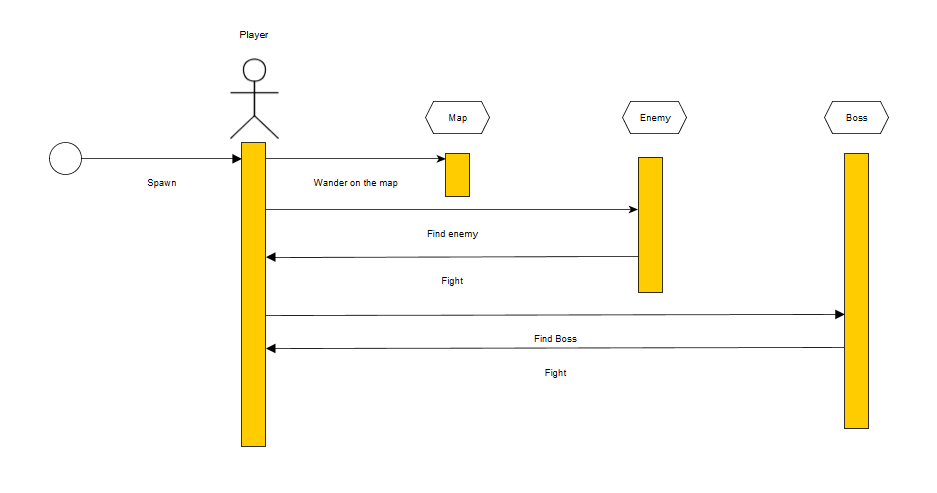 Player
Map
Enemy
Boss
Spawn
Wander on the map
Find enemy
Fight
Find Boss
Fight